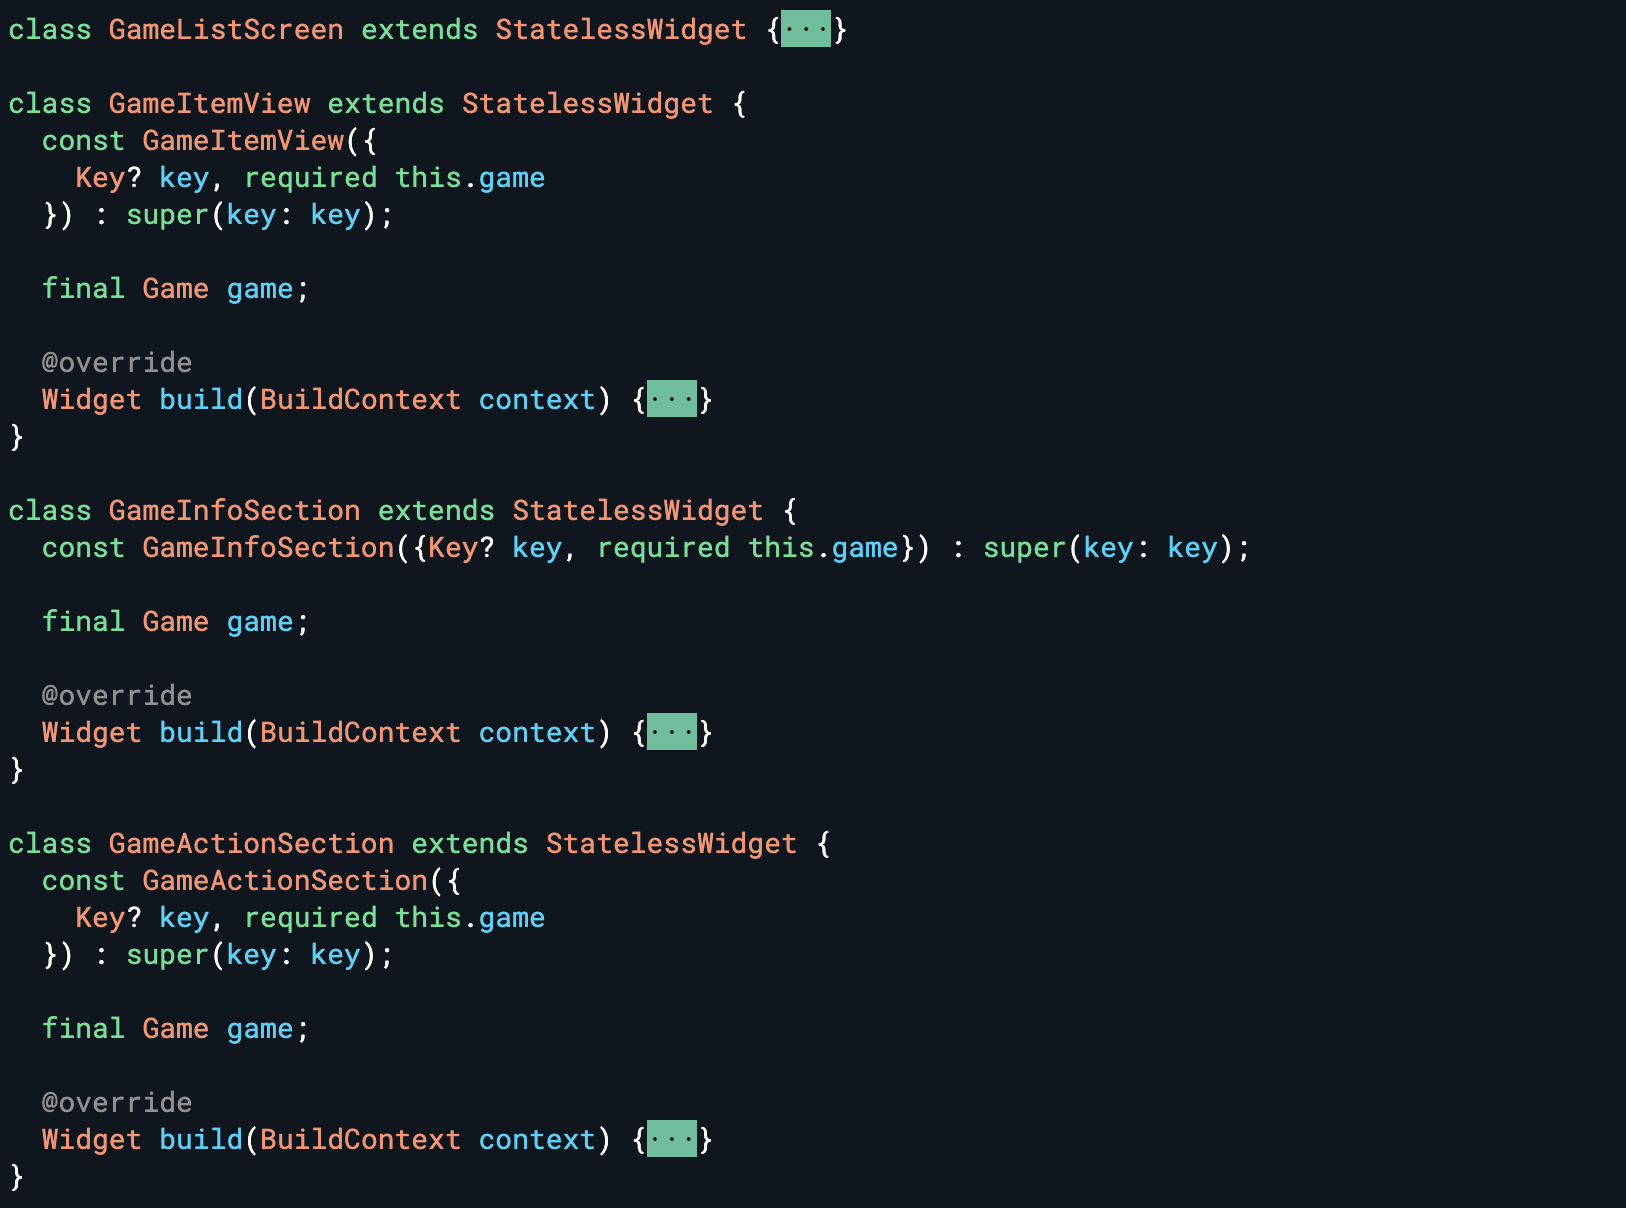 class GameListScreen extends StatelessWidget {···}
class GameItemView extends StatelessWidget {
  const GameItemView({
    Key? key, required this.game
  }) : super(key: key);
  final Game game;
  @override
  Widget build(BuildContext context) {···}
}
class GameInfoSection extends StatelessWidget {
  const GameInfoSection({Key? key, required this.game}) : super(key: key);
  final Game game;
  @override
  Widget build(BuildContext context) {···}
}
class GameActionSection extends StatelessWidget {
  const GameActionSection({
    Key? key, required this.game
  }) : super(key: key);
  final Game game;
  @override
  Widget build(BuildContext context) {···}
}